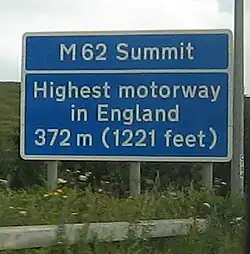 M62 Summit
Highest motorway
in England
372 m (1221 feet)